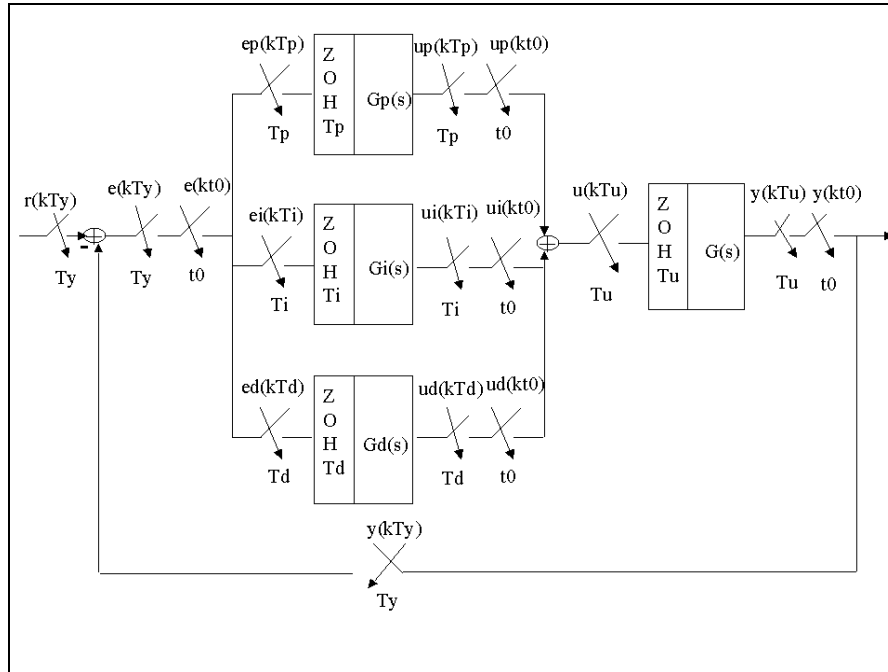 ep(kTp)
Z
O
H
Tp
Gp(s)
up(kTp)
up(kt0)
Tp
Tp
t0
r(kTy)
e(kTy)
e(kt0)
-
Ty
Ty
t0
ei(kTi)
Z
O
H
Ti
Gi(s)
ui(kTi)
ui(kt0)
Ti
Ti
t0
u(kTu)
Tu
Z
O
H
Tu
G(s)
y(kTu)
y(kt0)
Tu
t0
ed(kTd)
Z
O
H
Td
Gd(s)
ud(kTd)
ud(kt0)
Td
Td
t0
y(kTy)
Ty